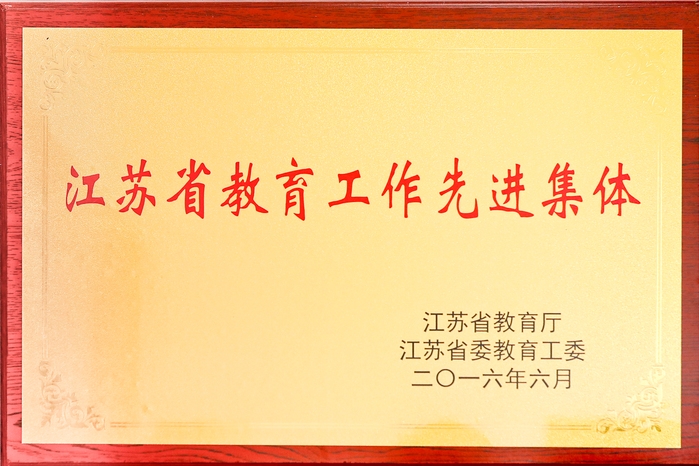 江苏省教育工作先进集体
江苏省教育厅
江苏省委教育工委
二〇一六年六月